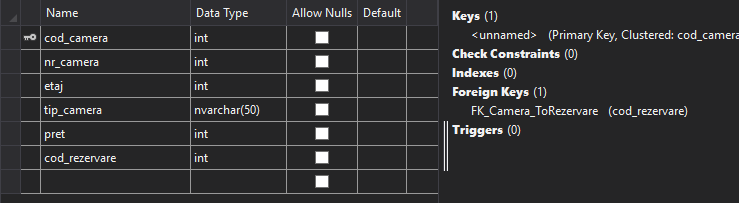 Name Data Type Allow Nulls Default
cod_camera int
nr_camera int
etaj int
tip_camera nvarchar(50)
pret int
cod_rezervare int
Keys (1)
<unnamed> (Primary Key, Clustered: cod_camera
Check Constraints (0)
Indexes (0)
Foreign Keys (1)
FK_Camera_ToRezervare (cod_rezervare)
Triggers (0)